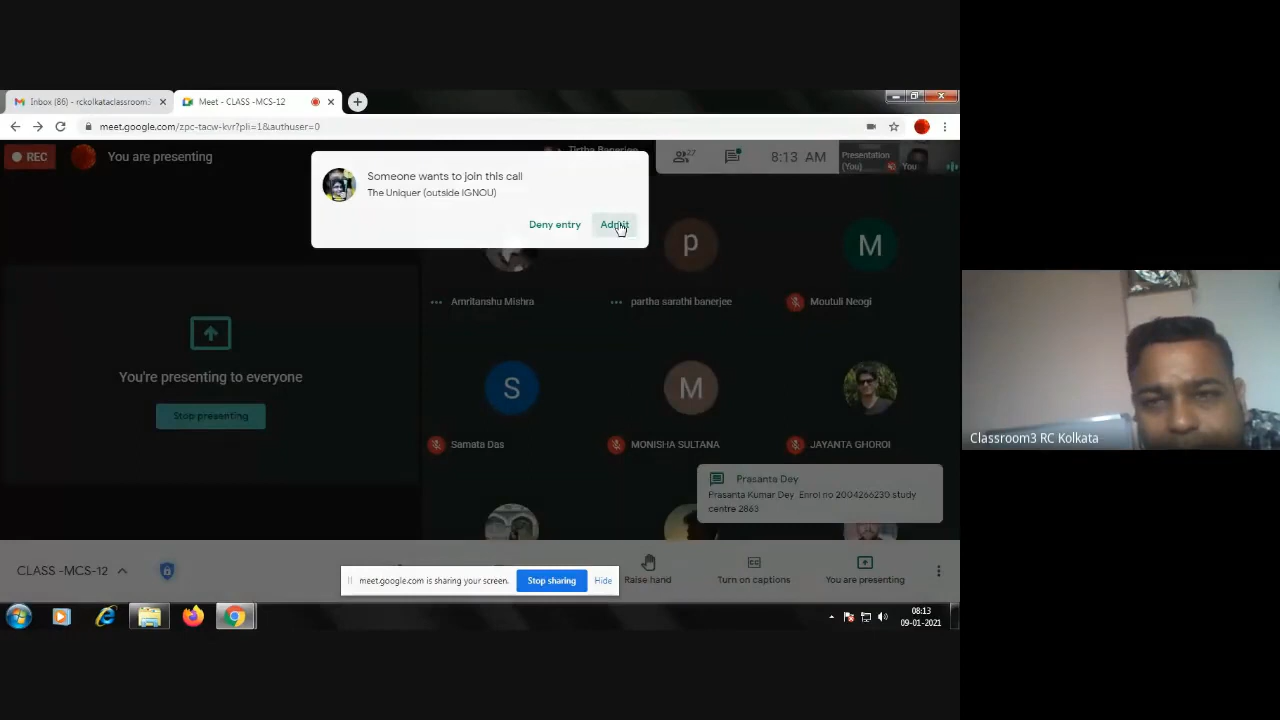 Inbox (86) - rckolkataclassroom3
Meet - CLASS -MCS-12
meet.google.com/zpc-tacw-kvr?pli=1&authuser=0
REC
You are presenting
Tirtha Banerjee
27
8:13 AM
Presentation
(You)
You
Someone wants to join this call
The Uniquer (outside IGNOU)
Deny entry
Admit
P
M
Amritanshu Mishra
partha sarathi banerjee
Moutuli Neogi
You're presenting to everyone
Stop presenting
S
M
Samata Das
MONISHA SULTANA
JAYANTA GHOROI
Classroom3 RC Kolkata
Prasanta Dey
Prasanta Kumar Dey Enrol no 2004266230 study
centre 2863
CLASS -MCS-12
meet.google.com is sharing your screen.
Stop sharing
Hide
Raise hand
Turn on captions
You are presenting
08:13
09-01-2021